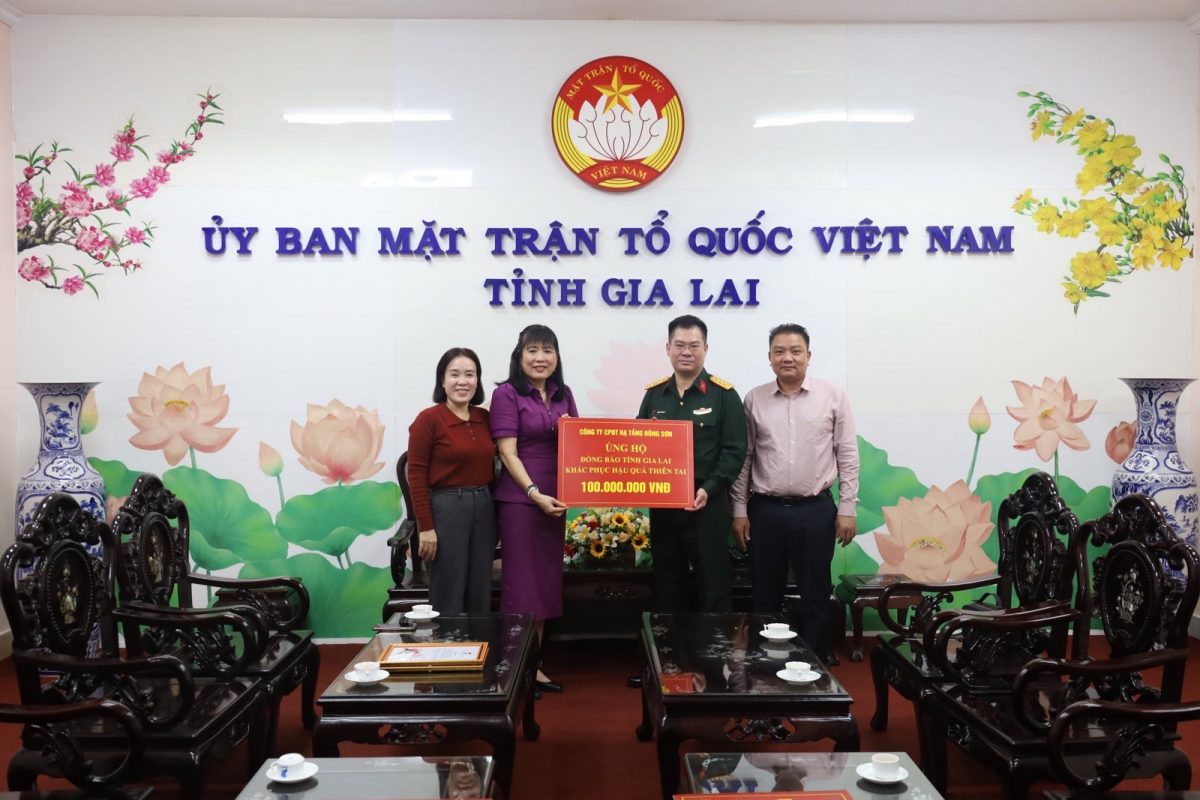 MẶT TRẬN TỔ QUỐC
VIỆT NAM
ỦY BAN MẶT TRẬN TỔ QUỐC VIỆT NAM
TỈNH GIA LAI
CÔNG TY CPĐT HẠ TẦNG ĐÔNG SƠN
ỦNG HỘ
ĐỒNG BÀO TỈNH GIA LAI
KHẮC PHỤC HẬU QUẢ THIÊN TAI
100.000.000 VNĐ